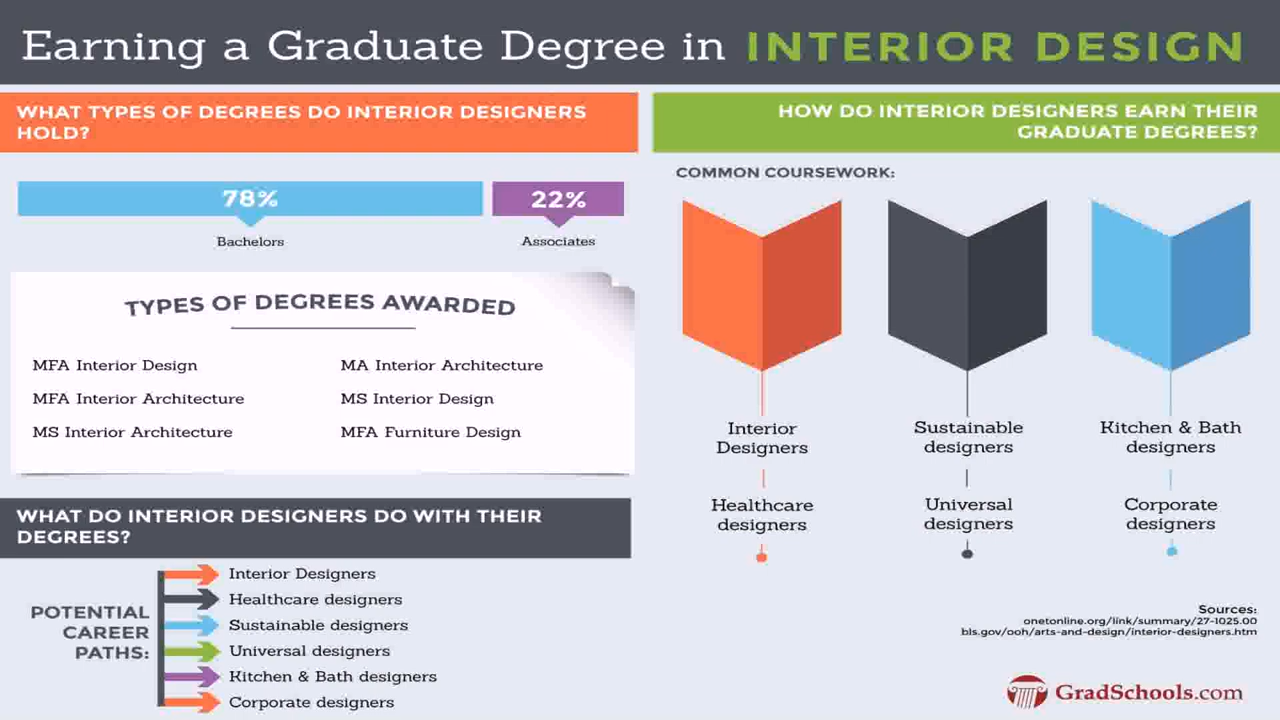 Earning a Graduate Degree in INTERIOR DESIGN
WHAT TYPES OF DEGREES DO INTERIOR DESIGNERS
HOLD?
78%
22%
Bachelors
Associates
TYPES OF DEGREES AWARDED
MFA Interior Design
MFA Interior Architecture
MS Interior Architecture
MA Interior Architecture
MS Interior Design
MFA Furniture Design
WHAT DO INTERIOR DESIGNERS DO WITH THEIR
DEGREES?
POTENTIAL
CAREER
PATHS:
Interior Designers
Healthcare designers
Sustainable designers
Universal designers
Kitchen & Bath designers
Corporate designers
HOW DO INTERIOR DESIGNERS EARN THEIR
GRADUATE DEGREES?
COMMON COURSEWORK:
Interior
Designers
Healthcare
designers
Sustainable
designers
Universal
designers
Kitchen & Bath
designers
Corporate
designers
Sources:
onetonline.org/link/summary/27-1025.00
bls.gov/ooh/arts-and-design/interior-designers.htm
GradSchools.com